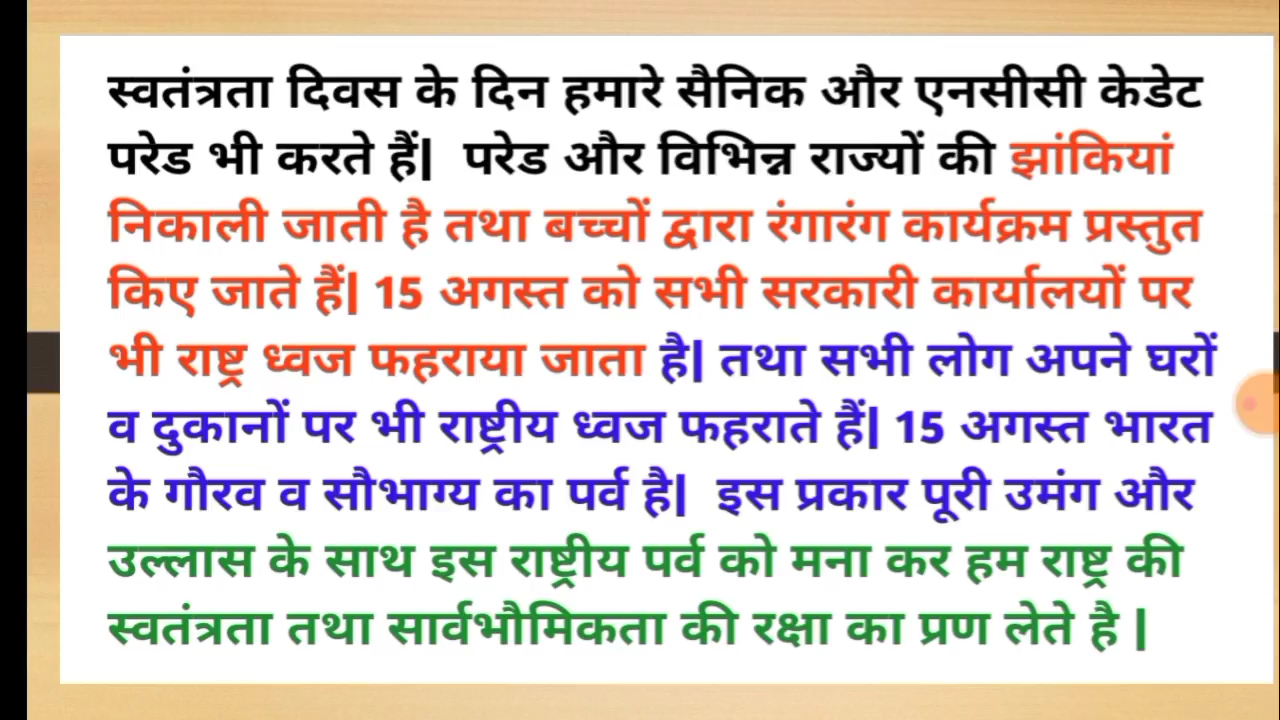 स्वतंत्रता दिवस के दिन हमारे सैनिक और एनसीसी केडेट
परेड भी करते हैं|  परेड और विभिन्न राज्यों की झांकियां
निकाली जाती है तथा बच्चों द्वारा रंगारंग कार्यक्रम प्रस्तुत
किए जाते हैं| 15 अगस्त को सभी सरकारी कार्यालयों पर
भी राष्ट्र ध्वज फहराया जाता है| तथा सभी लोग अपने घरों
व दुकानों पर भी राष्ट्रीय ध्वज फहराते हैं| 15 अगस्त भारत
के गौरव व सौभाग्य का पर्व है|  इस प्रकार पूरी उमंग और
उल्लास के साथ इस राष्ट्रीय पर्व को मना कर हम राष्ट्र की
स्वतंत्रता तथा सार्वभौमिकता की रक्षा का प्रण लेते है |